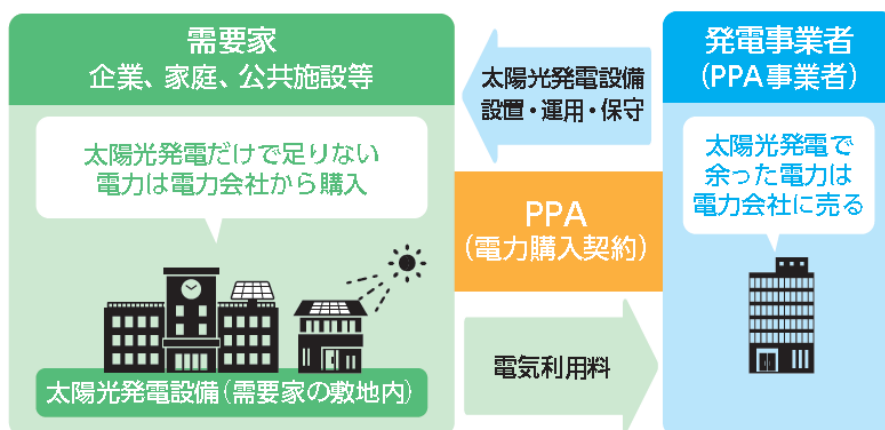 需要家
企業、家庭、公共施設等
太陽光発電だけで足りない
電力は電力会社から購入
太陽光発電設備(需要家の敷地内)
太陽光発電設備
設置・運用・保守
PPA
(電力購入契約)
電気利用料
発電事業者
(PPA事業者)
太陽光発電で
余った電力は
電力会社に売る